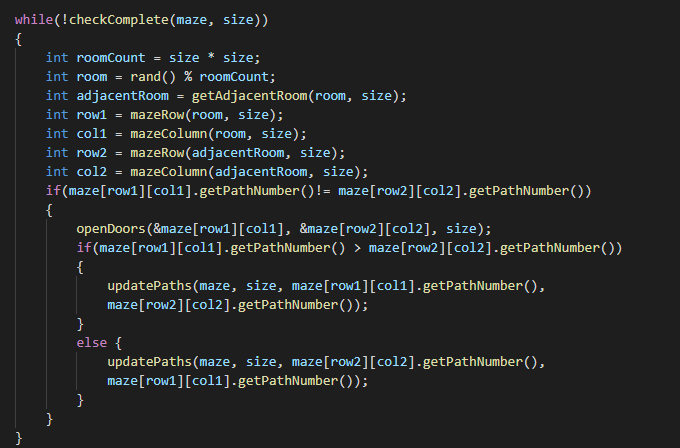 while(!checkComplete(maze, size))
{
    int roomCount = size * size;
    int room = rand() % roomCount;
    int adjacentRoom = getAdjacentRoom(room, size);
    int row1 = mazeRow(room, size);
    int col1 = mazeColumn(room, size);
    int row2 = mazeRow(adjacentRoom, size);
    int col2 = mazeColumn(adjacentRoom, size);
    if(maze[row1][col1].getPathNumber()!= maze[row2][col2].getPathNumber())
    {
        openDoors(&maze[row1][col1], &maze[row2][col2], size);
        if(maze[row1][col1].getPathNumber() > maze[row2][col2].getPathNumber())
        {
            updatePaths(maze, size, maze[row1][col1].getPathNumber(),
            maze[row2][col2].getPathNumber());
        }
        else {
            updatePaths(maze, size, maze[row2][col2].getPathNumber(),
            maze[row1][col1].getPathNumber());
        }
    }
}